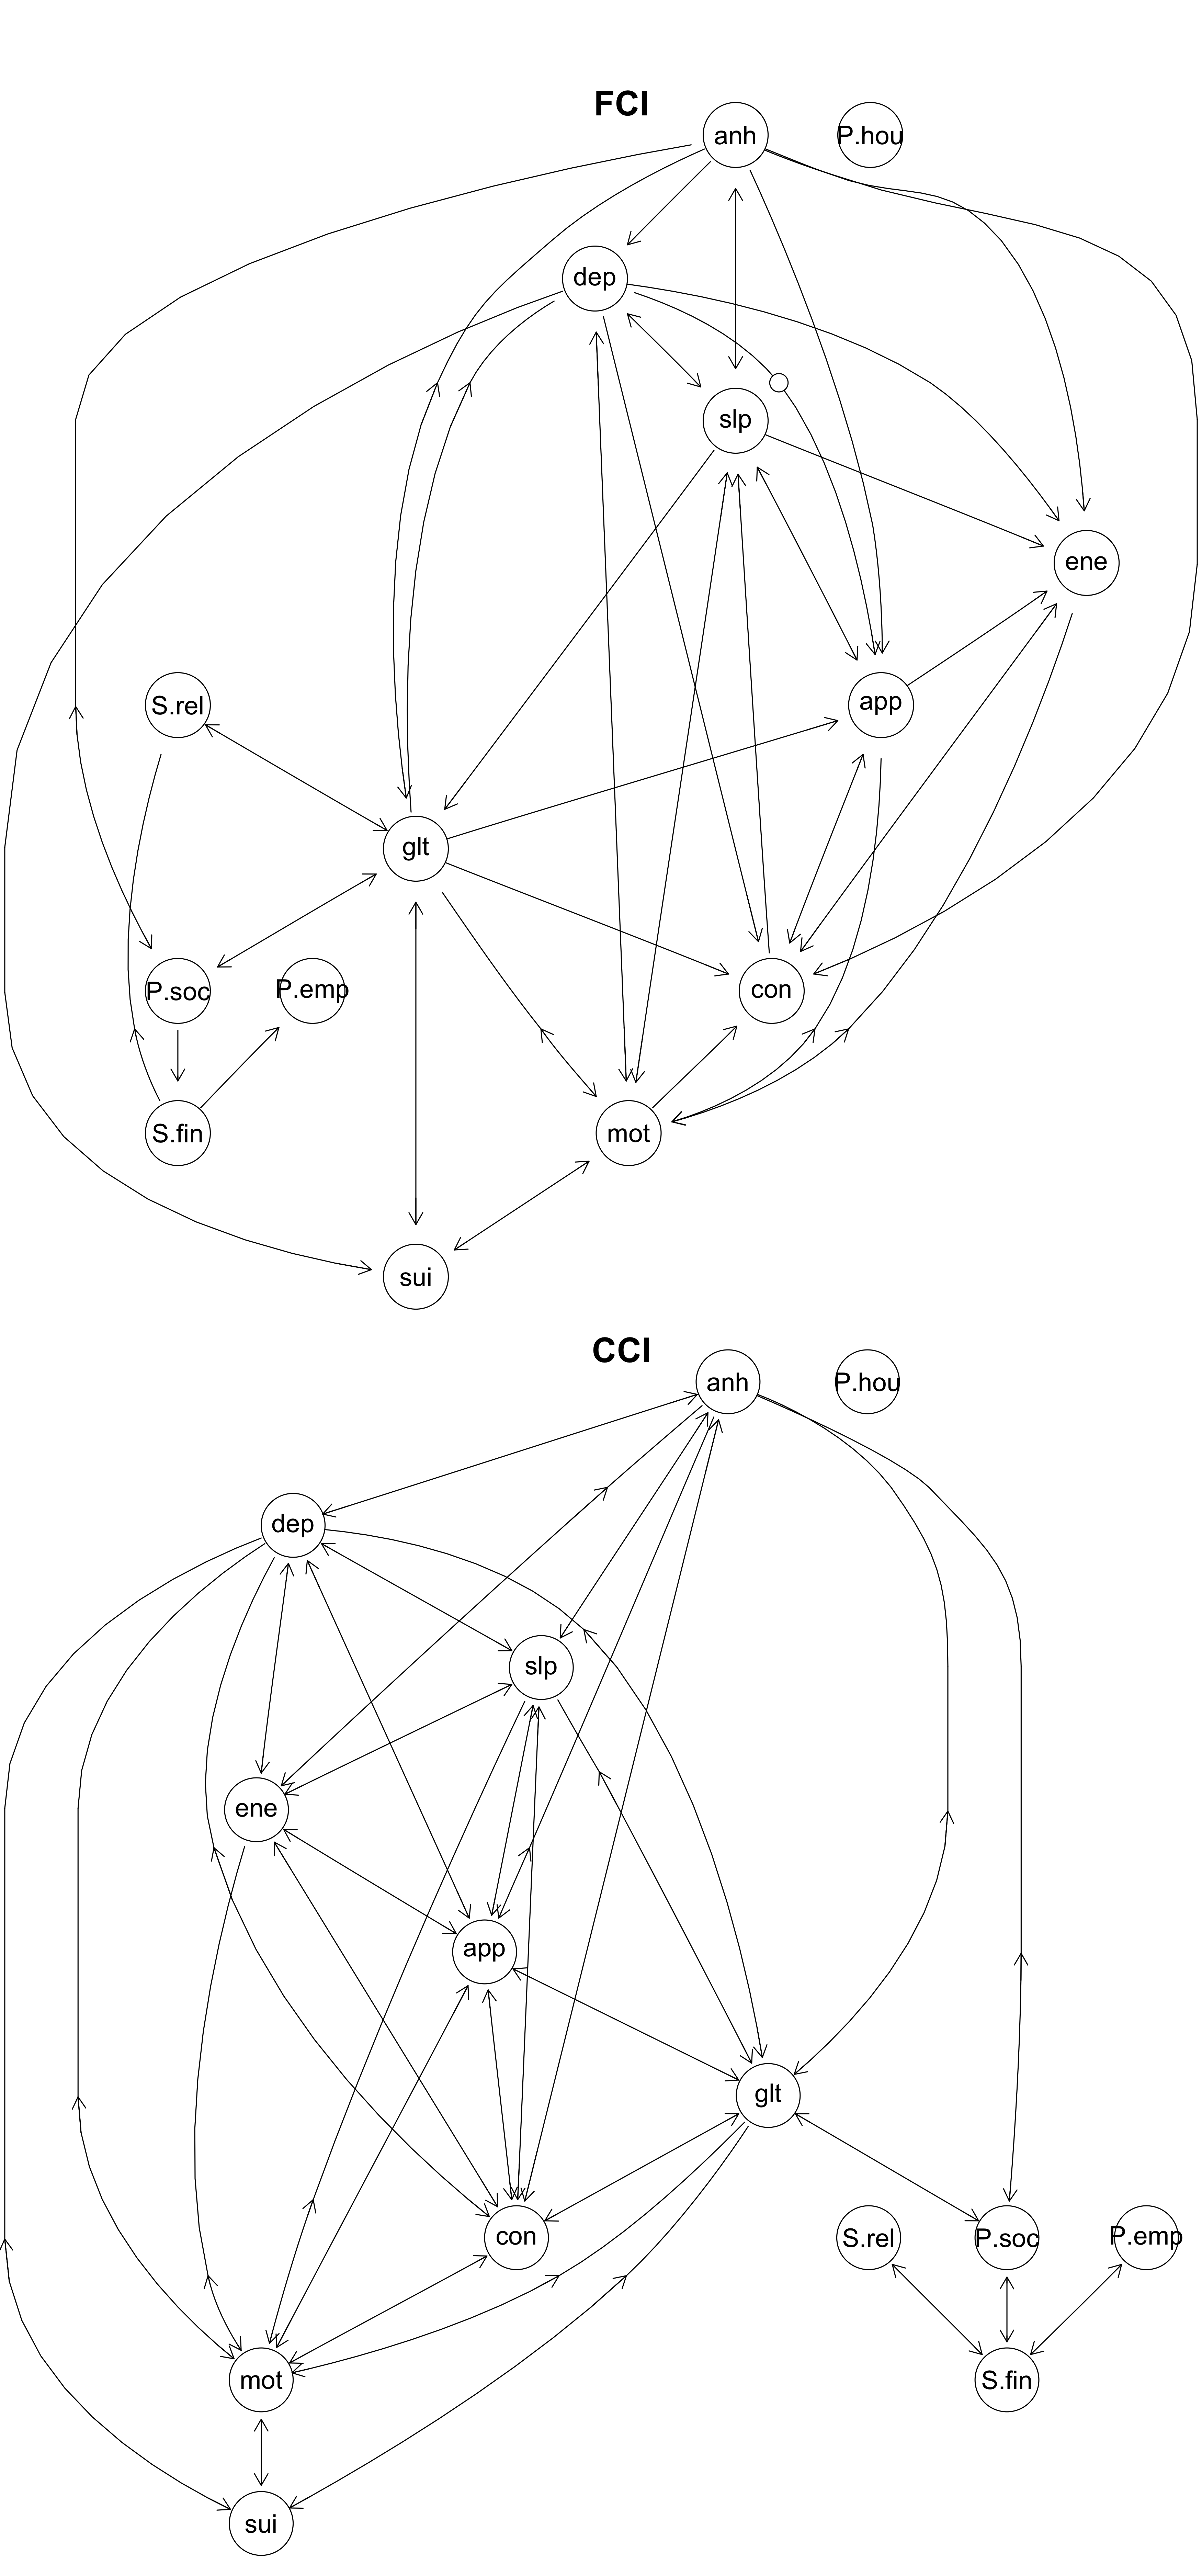 FCI
anh
P.hou
dep
slp
ene
S.rel
app
glt
P.soc
P.emp
con
S.fin
mot
sui
CCI
anh
P.hou
dep
slp
ene
app
glt
con
S.rel
P.soc
P.emp
mot
S.fin
sui